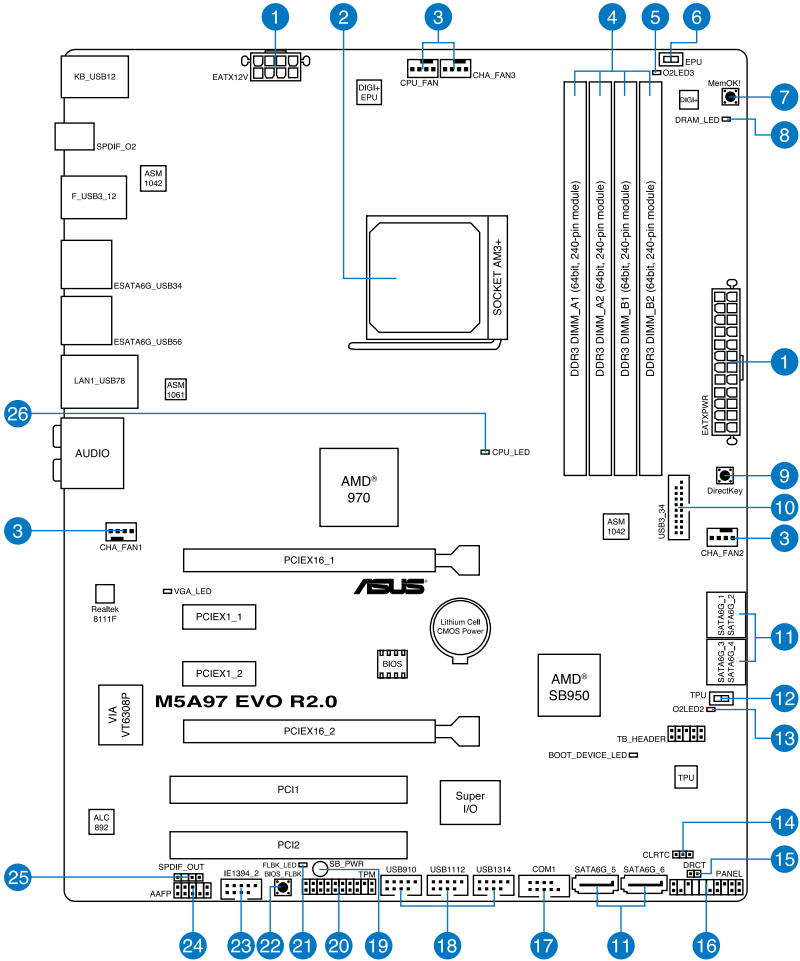 1
2
3
4
5
6
KB_USB12
EATX12V
CPU_FAN
CHA_FAN3
EPU
O2LED3
DIGI+
EPU
DIGI+
MemOK!
7
SPDIF_O2
DRAM_LED
8
ASM
1042
F_USB3_12
SOCKET AM3+
DDR3 DIMM_A1 (64bit, 240-pin module)
DDR3 DIMM_A2 (64bit, 240-pin module)
DDR3 DIMM_B1 (64bit, 240-pin module)
DDR3 DIMM_B2 (64bit, 240-pin module)
ESATA6G_USB34
ESATA6G_USB56
1
EATXPWR
LAN1_USB78
ASM
1061
26
CPU_LED
AUDIO
AMD®
970
9
DirectKey
USB3_34
10
3
CHA_FAN1
ASM
1042
3
CHA_FAN2
PCIEX16_1
ASUS
Realtek
8111F
VGA_LED
PCIEX1_1
Lithium Cell
CMOS Power
SATA6G_1
SATA6G_2
11
SATA6G_3
SATA6G_4
PCIEX1_2
BIOS
AMD®
SB950
M5A97 EVO R2.0
VIA
VT6308P
TPU
12
O2LED2
13
PCIEX16_2
TB_HEADER
BOOT_DEVICE_LED
TPU
PCI1
Super
I/O
ALC
892
PCI2
CLRTC
14
DRCT
15
SPDIF_OUT
25
AAFP
IE1394_2
FLBK_LED
BIOS_FLBK
SB_PWR
TPM
USB910
USB1112
USB1314
COM1
SATA6G_5
SATA6G_6
PANEL
24
23
22
21
20
19
18
17
11
16